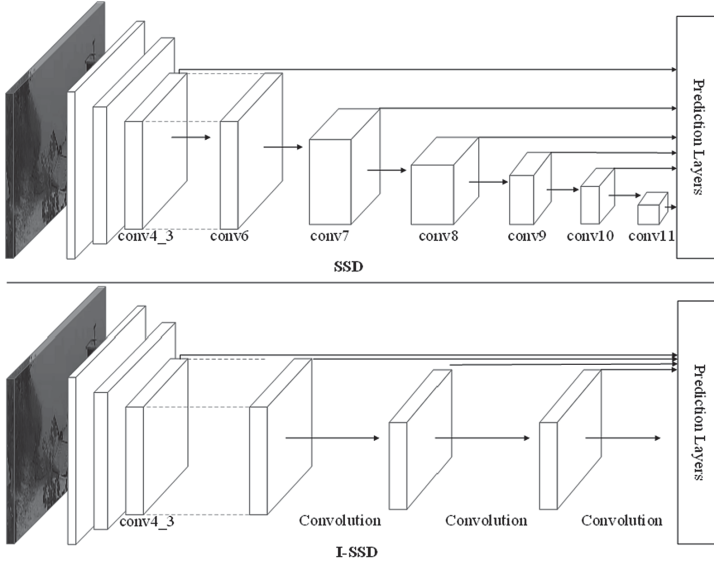 Prediction Layers
conv4_3
conv6
conv7
conv8
conv9
conv10
conv11
SSD
Prediction Layers
conv4_3
Convolution
Convolution
Convolution
I-SSD